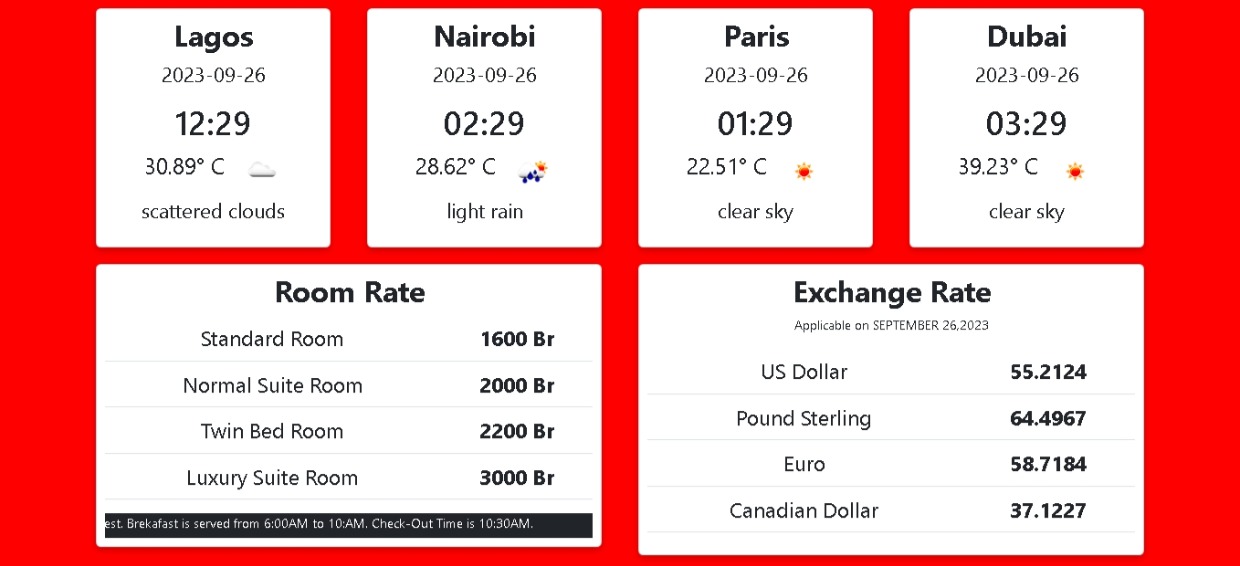 Lagos
2023-09-26
12:29
30.89° C
scattered clouds
Nairobi
2023-09-26
02:29
28.62° C
light rain
Paris
2023-09-26
01:29
22.51° C
clear sky
Dubai
2023-09-26
03:29
39.23° C
clear sky
Room Rate
Standard Room 1600 Br
Normal Suite Room 2000 Br
Twin Bed Room 2200 Br
Luxury Suite Room 3000 Br
est. Brekafast is served from 6:00AM to 10:AM. Check-Out Time is 10:30AM.
Exchange Rate
Applicable on SEPTEMBER 26,2023
US Dollar 55.2124
Pound Sterling 64.4967
Euro 58.7184
Canadian Dollar 37.1227